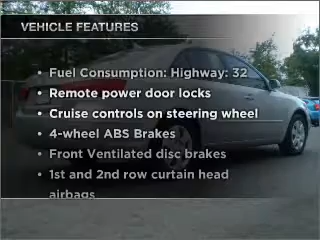 VEHICLE FEATURES
• Fuel Consumption: Highway: 32
• Remote power door locks
• Cruise controls on steering wheel
• 4-wheel ABS Brakes
• Front Ventilated disc brakes
• 1st and 2nd row curtain head
airbags